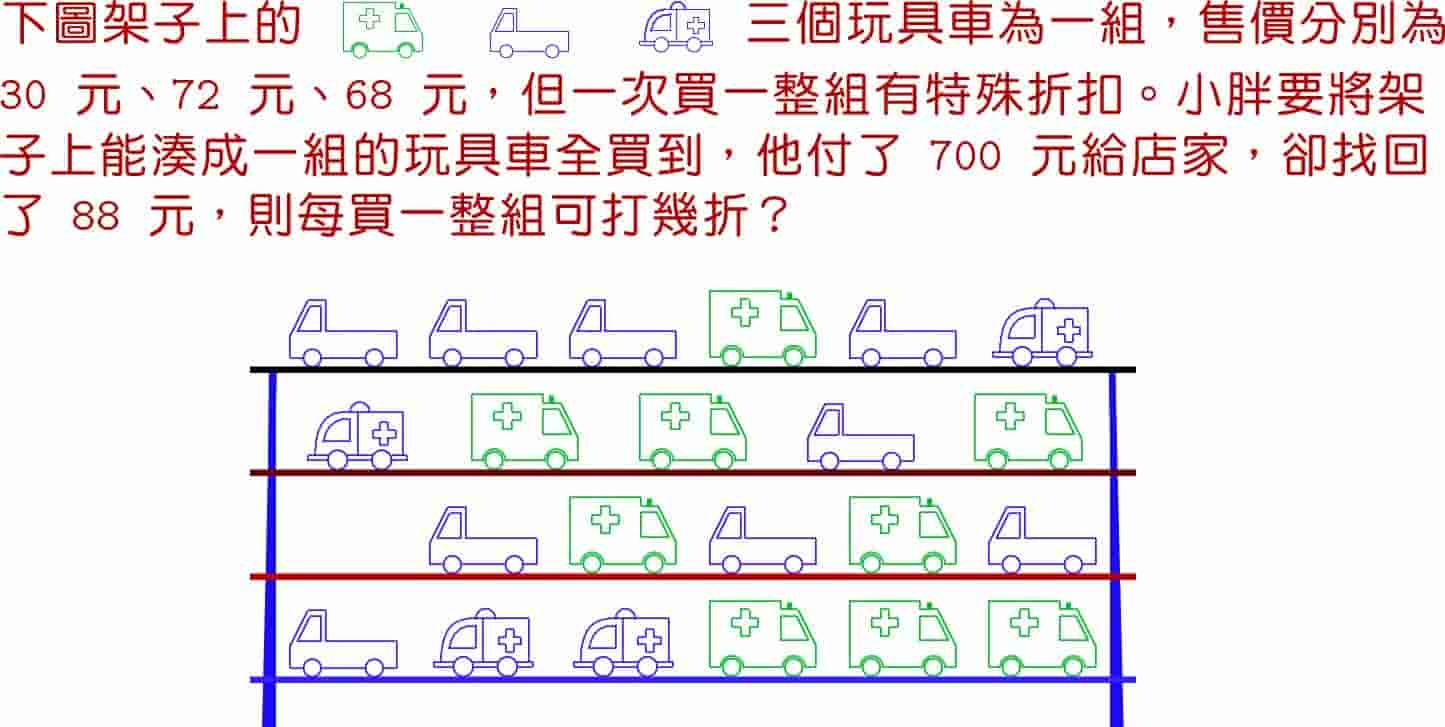 下圖架子上的 三個玩具車為一組，售價分別為
30 元、72 元、68 元，但一次買一整組有特殊折扣。小胖要將架
子上能湊成一組的玩具車全買到，他付了 700 元給店家，卻找回
了 88 元，則每買一整組可打幾折？